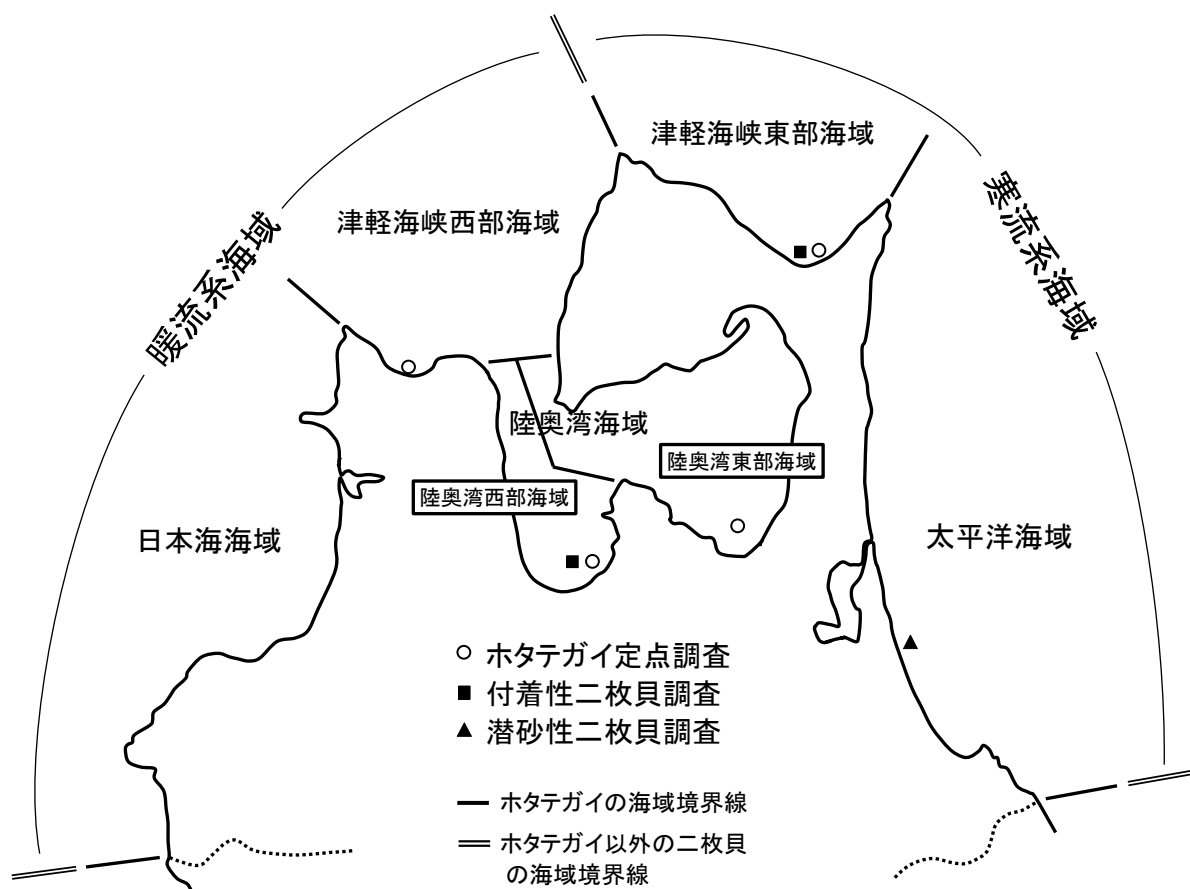 津軽海峡東部海域
津軽海峡西部海域
暖流系海域
寒流系海域
陸奥湾海域
陸奥湾東部海域
陸奥湾西部海域
日本海海域
太平洋海域
ホタテガイ定点調査
付着性二枚貝調査
潜砂性二枚貝調査
ホタテガイの海域境界線
ホタテガイ以外の二枚貝
の海域境界線